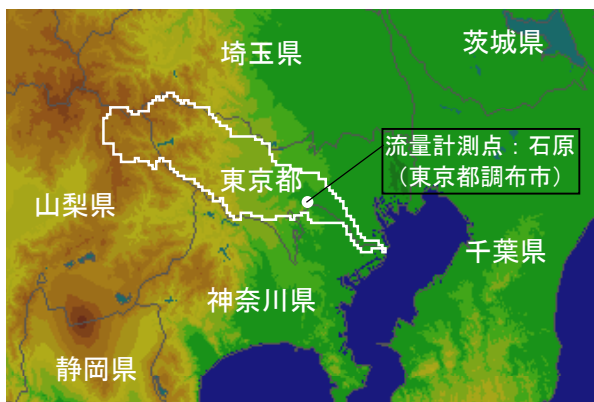 埼玉県
茨城県
流量計測点：石原
（東京都調布市）
東京都
山梨県
千葉県
神奈川県
静岡県